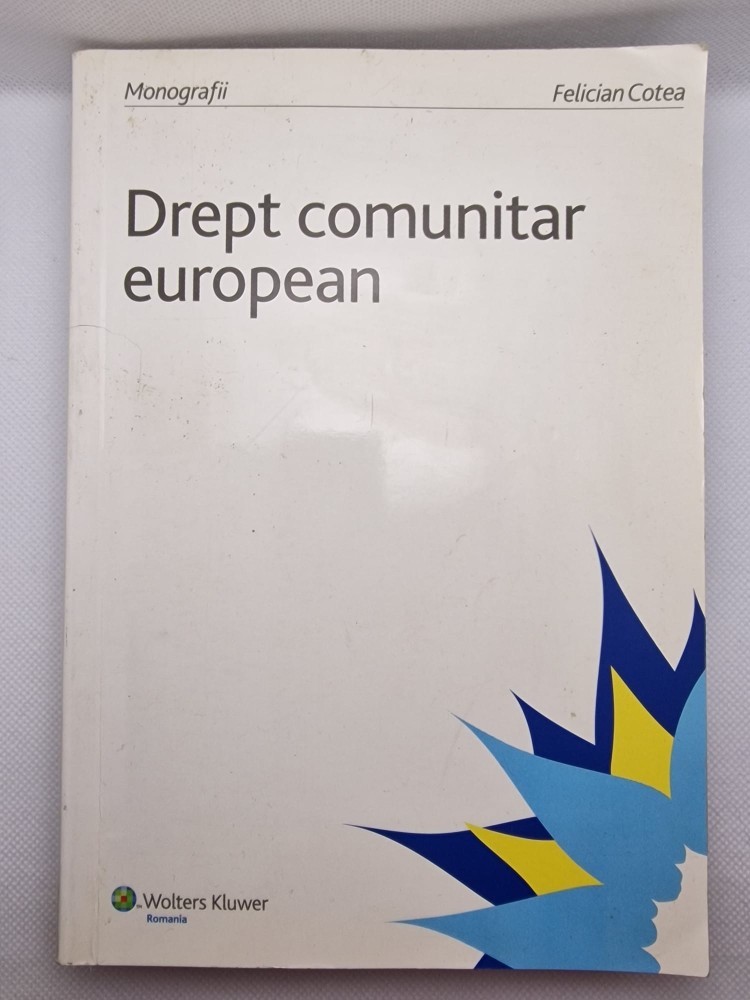 Monografii
Felician Cotea
Drept comunitar
european
Wolters Kluwer
Romania